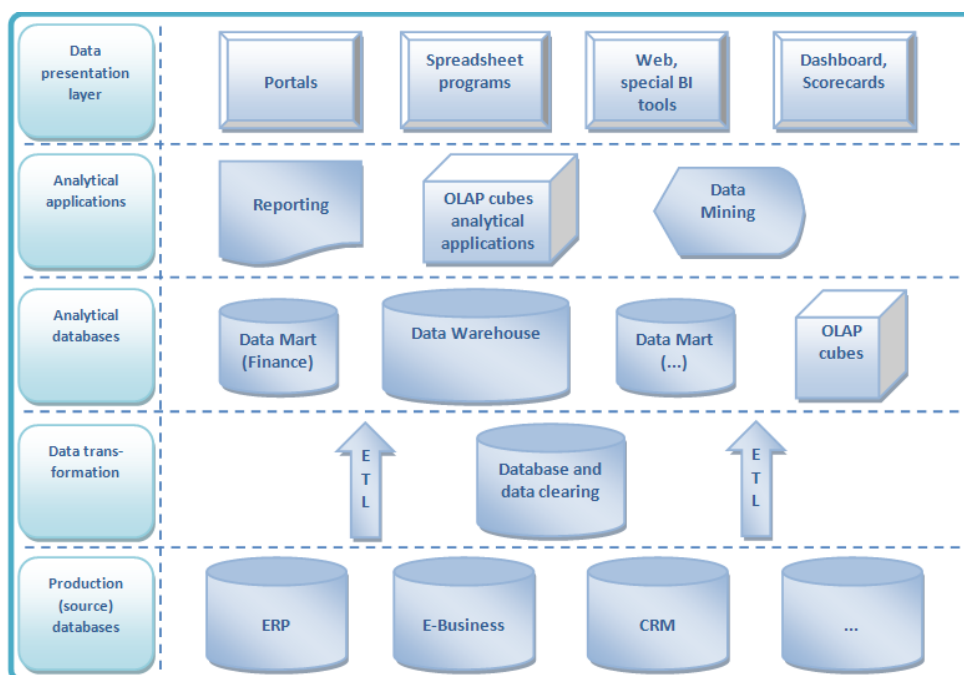 Data
presentation
layer
Portals
Spreadsheet
programs
Web,
special BI
tools
Dashboard,
Scorecards
Analytical
applications
Reporting
OLAP cubes
analytical
applications
Data
Mining
Analytical
databases
Data Mart
(Finance)
Data Warehouse
Data Mart
(...)
OLAP
cubes
Data trans-
formation
E
T
L
Database and
data clearing
E
T
L
Production
(source)
databases
ERP
E-Business
CRM
...